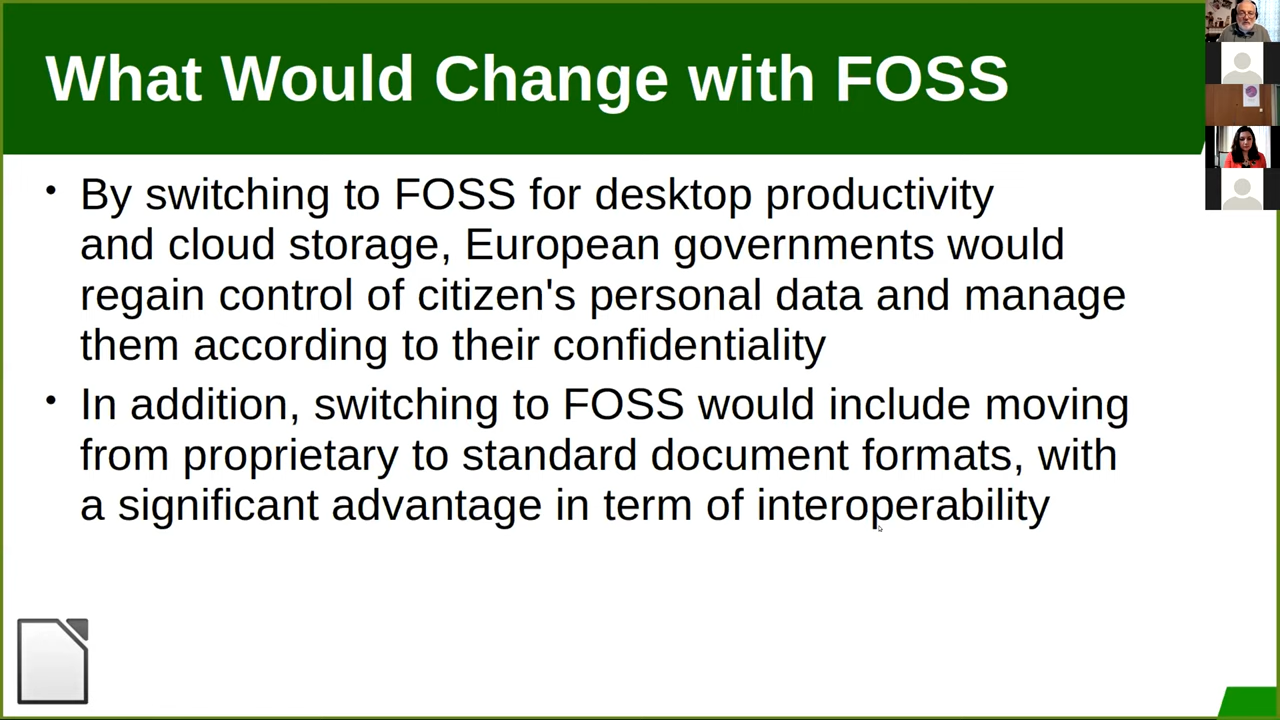 What Would Change with FOSS
• By switching to FOSS for desktop productivity
and cloud storage, European governments would
regain control of citizen's personal data and manage
them according to their confidentiality
• In addition, switching to FOSS would include moving
from proprietary to standard document formats, with
a significant advantage in term of interoperability